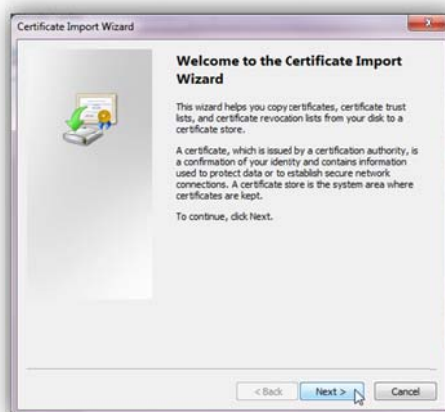 Certificate Import Wizard
x
Welcome to the Certificate Import
Wizard
This wizard helps you copy certificates, certificate trust
lists, and certificate revocation lists from your disk to a
certificate store.
A certificate, which is issued by a certification authority, is
a confirmation of your identity and contains information
used to protect data or to establish secure network
connections. A certificate store is the system area where
certificates are kept.
To continue, click Next.
< Back Next > Cancel